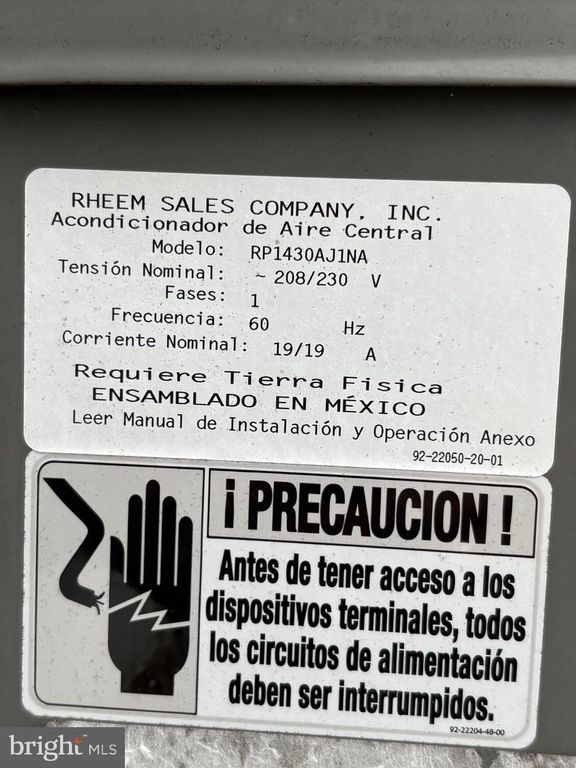 RHEEM SALES COMPANY, INC.
Acondicionador de Aire Central
Modelo: RP1430AJ1NA
Tensión Nominal: ~ 208/230 V
Fases: 1
Frecuencia: 60 Hz
Corriente Nominal: 19/19 A
Requiere Tierra Fisica
ENSAMBLADO EN MÉXICO
Leer Manual de Instalación y Operación Anexo
92-22050-20-01
¡ PRECAUCION !
Antes de tener acceso a los
dispositivos terminales, todos
los circuitos de alimentación
deben ser interrumpidos.
92-22204-48-00
bright MLS